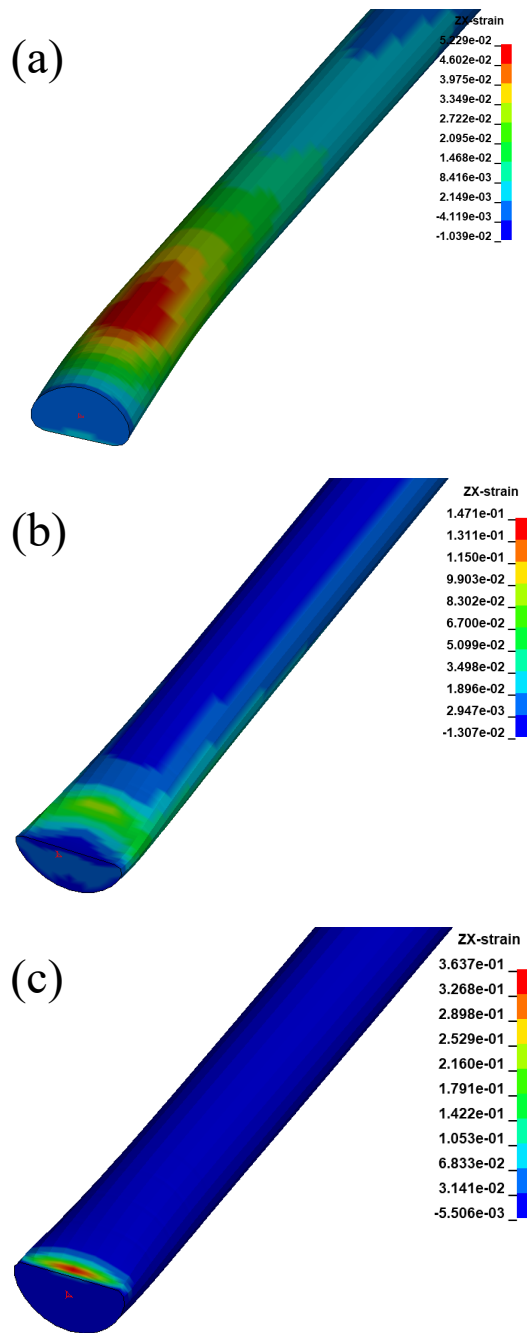 (a)
ZX-strain
5.229e-02
4.602e-02
3.975e-02
3.349e-02
2.722e-02
2.095e-02
1.468e-02
8.416e-03
2.149e-03
-4.119e-03
-1.039e-02
(b)
ZX-strain
1.471e-01
1.311e-01
1.150e-01
9.903e-02
8.302e-02
6.700e-02
5.099e-02
3.498e-02
1.896e-02
2.947e-03
-1.307e-02
(c)
ZX-strain
3.637e-01
3.268e-01
2.898e-01
2.529e-01
2.160e-01
1.791e-01
1.422e-01
1.053e-01
6.833e-02
3.141e-02
-5.506e-03